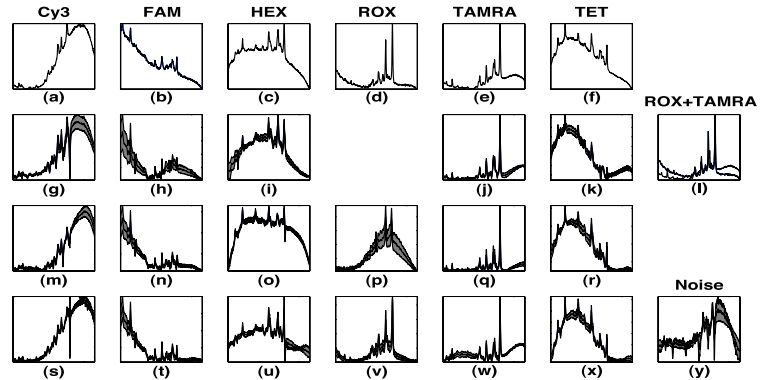 Cy3 FAM HEX ROX TAMRA TET
(a) (b) (c) (d) (e) (f)
ROX+TAMRA
(g) (h) (i) (j) (k) (l)
(m) (n) (o) (p) (q) (r)
Noise
(s) (t) (u) (v) (w) (x) (y)